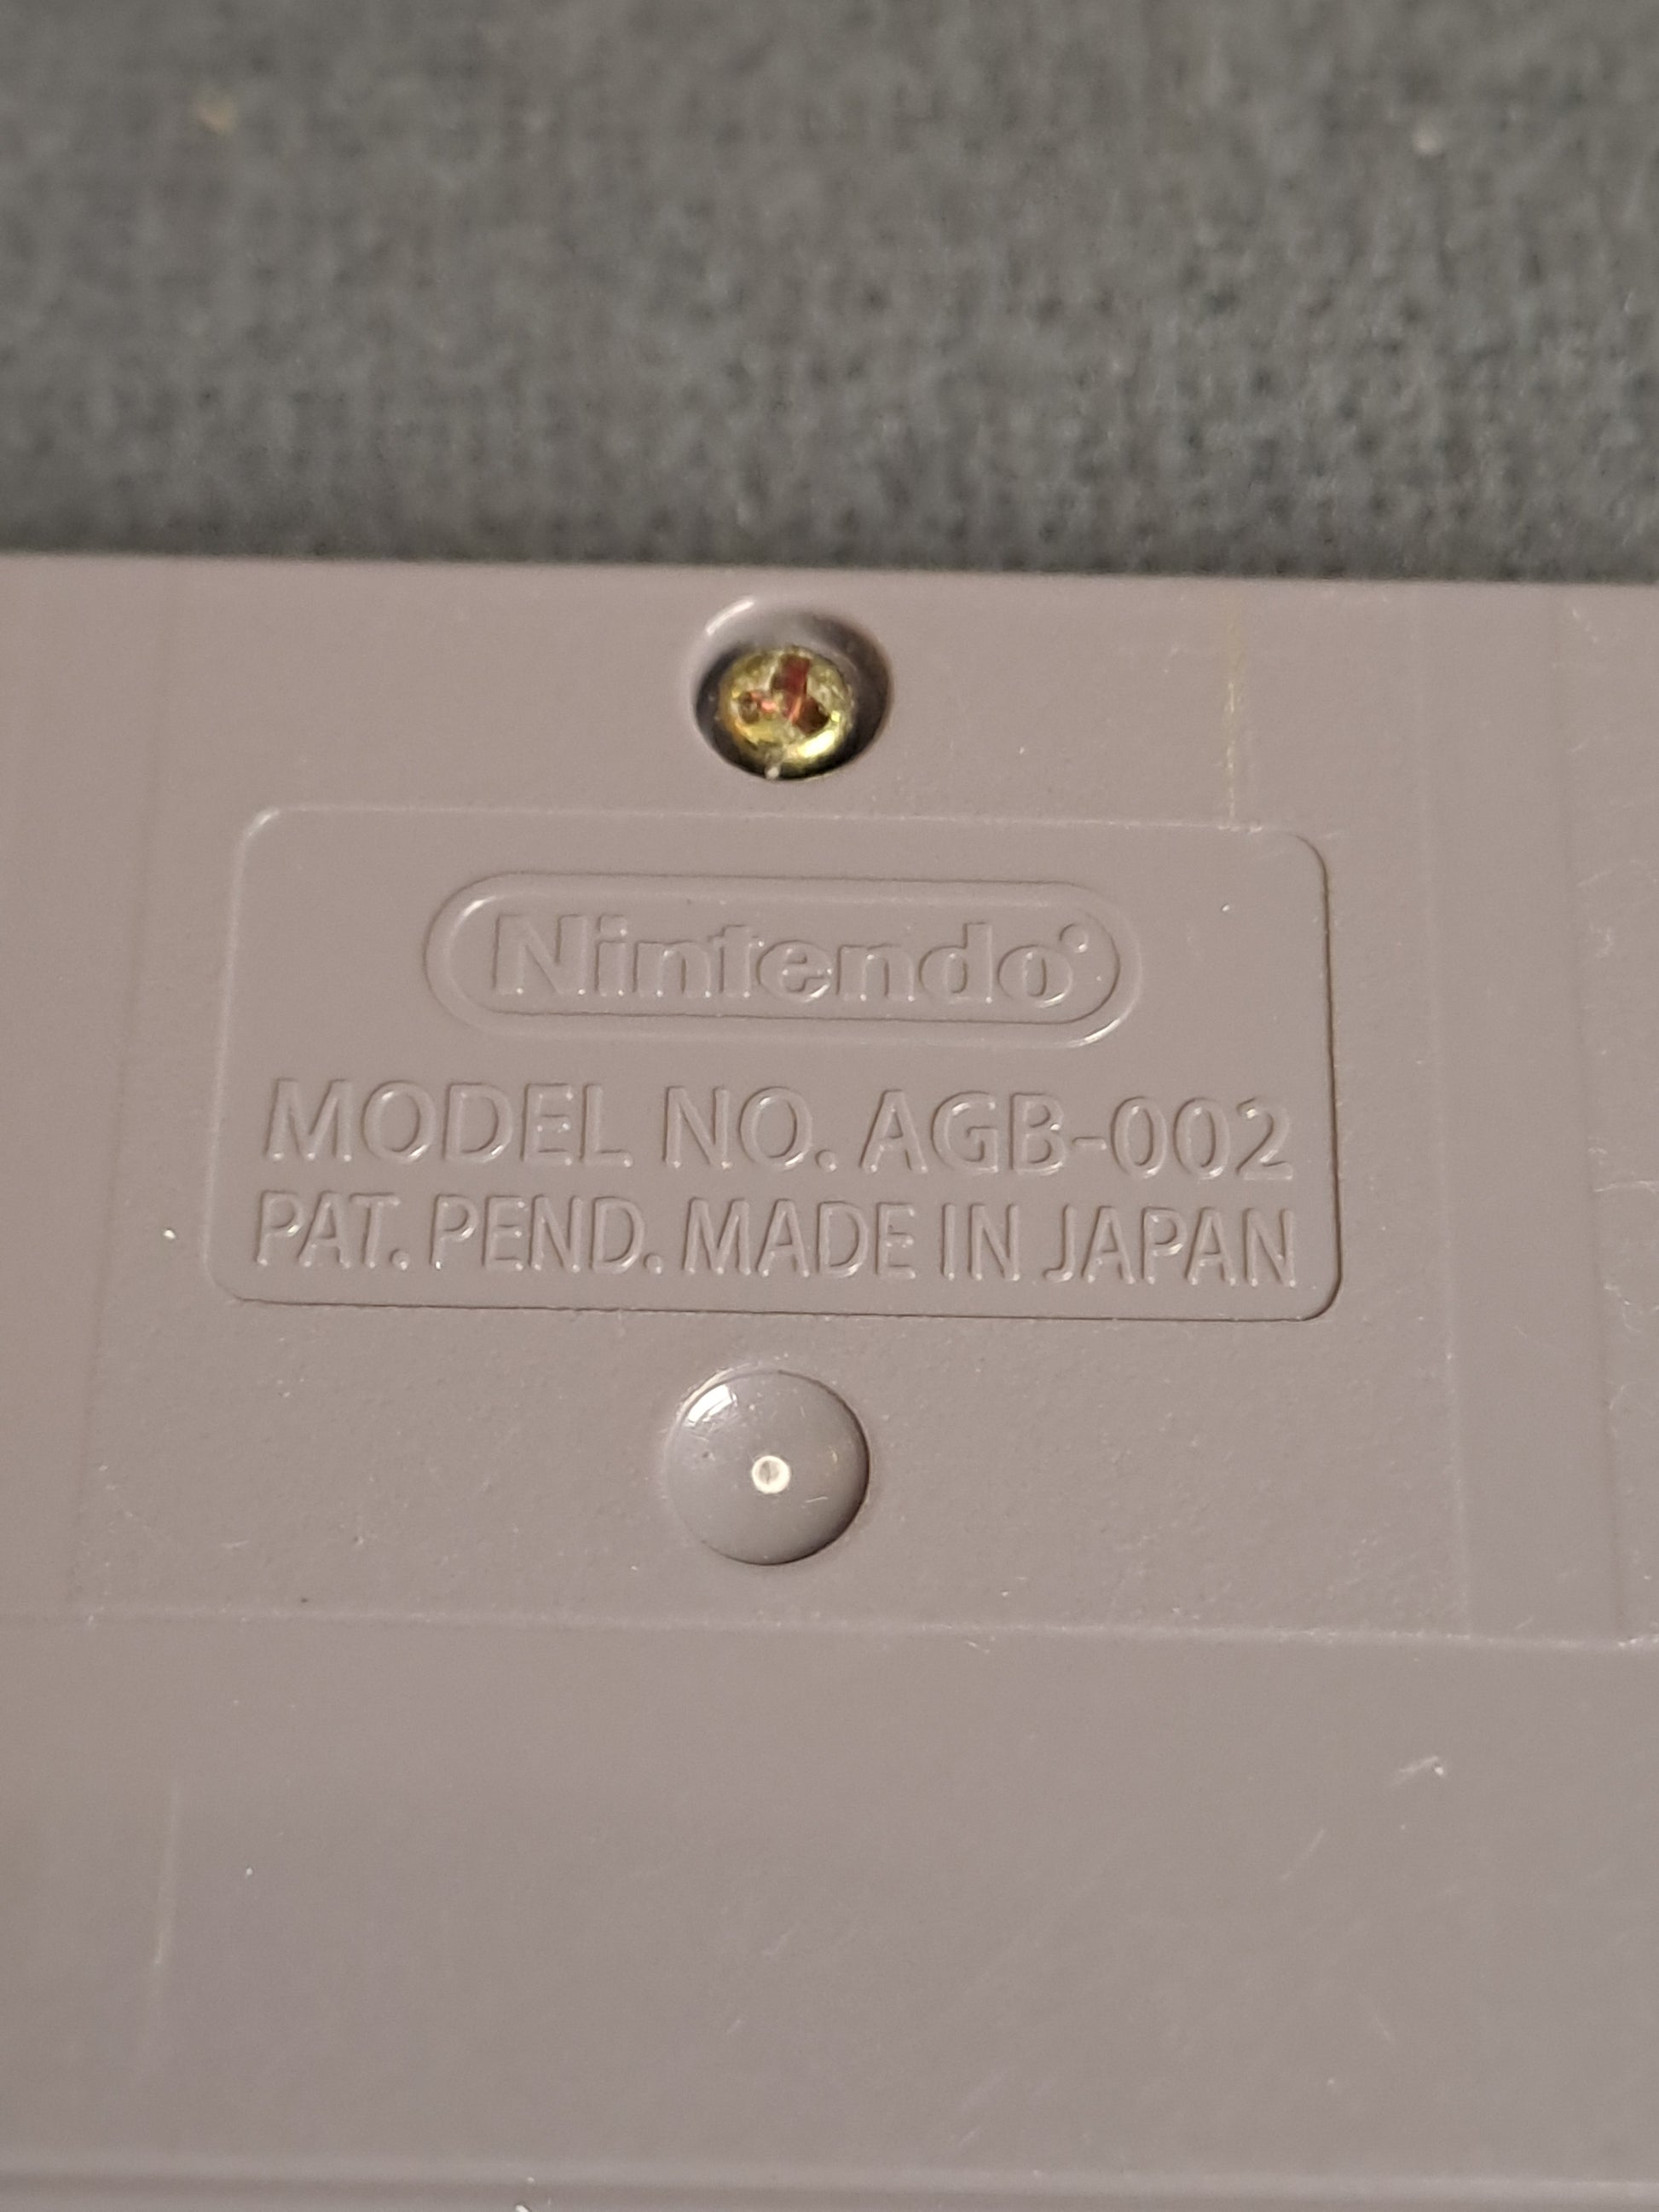 Nintendo®
MODEL NO. AGB-002
PAT. PEND. MADE IN JAPAN